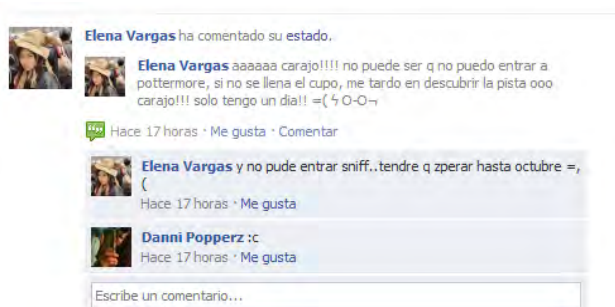 Elena Vargas ha comentado su estado.
Elena Vargas aaaaaa carajo!!!! no puede ser q no puedo entrar a
pottermore, si no se llena el cupo, me tardo en descubrir la pista ooo
carajo!!! solo tengo un dia!! =( ϟ O-O¬
Hace 17 horas · Me gusta · Comentar
Elena Vargas y no pude entrar sniff..tendre q zperar hasta octubre =,
(
Hace 17 horas · Me gusta
Danni Popperz :c
Hace 17 horas · Me gusta
Escribe un comentario...